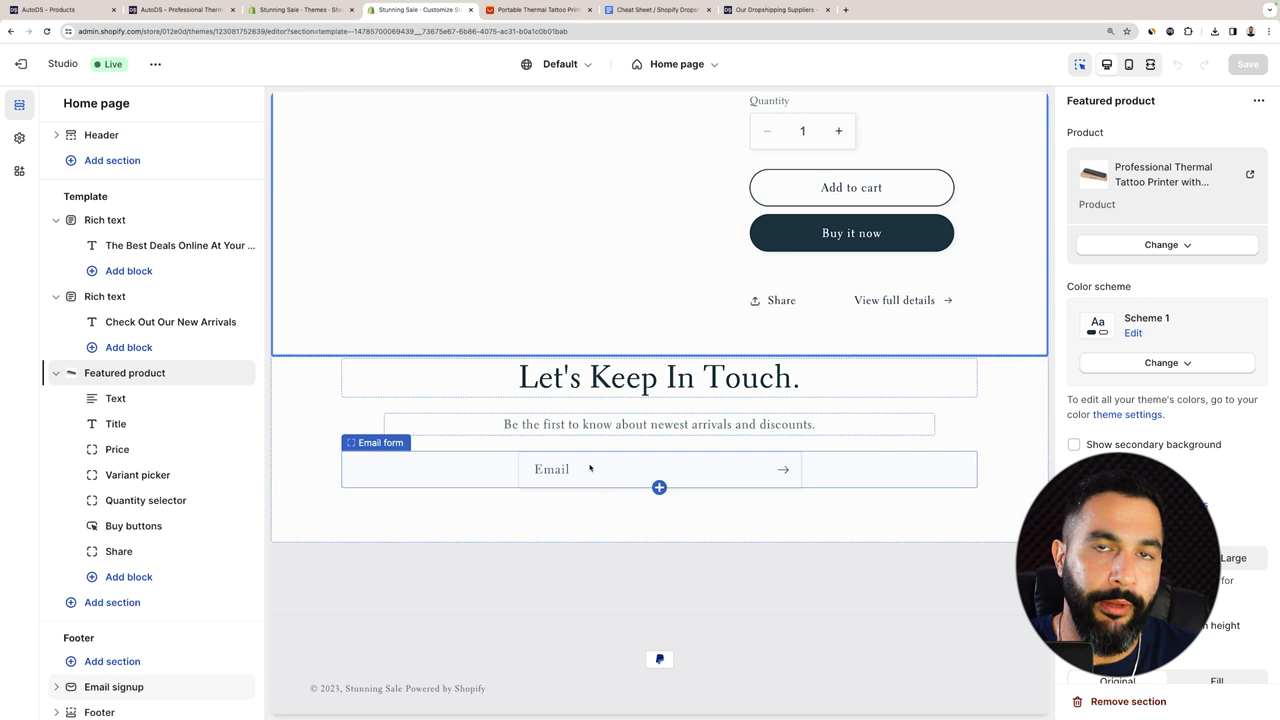 AutoDS - Products
AutoDS - Professional Therm
Stunning Sale - Themes - Sho
Stunning Sale · Customize St
Portable Thermal Tattoo Prin
Cheat Sheet / Shopify Dropsh
Our Dropshipping Suppliers -
admin.shopify.com/store/012e0d/themes/123081752639/editor?section=template--14785700069439__73675e67-6b86-4075-ac31-b0a1c0b01bab
Studio
Live
Default
Home page
Save
Home page
Header
Add section
Template
Rich text
The Best Deals Online At Your ...
Add block
Rich text
Check Out Our New Arrivals
Add block
Featured product
Text
Title
Price
Variant picker
Quantity selector
Buy buttons
Share
Add block
Add section
Footer
Add section
Email signup
Footer
Quantity
1
Add to cart
Buy it now
Share
View full details
Let's Keep In Touch.
Be the first to know about newest arrivals and discounts.
Email form
Email
© 2023, Stunning Sale Powered by Shopify
Featured product
Product
Professional Thermal
Tattoo Printer with...
Product
Change
Color scheme
Aa
Scheme 1
Edit
Change
To edit all your theme's colors, go to your
color theme settings.
Show secondary background
Large
for
height
Original
Fill
Remove section